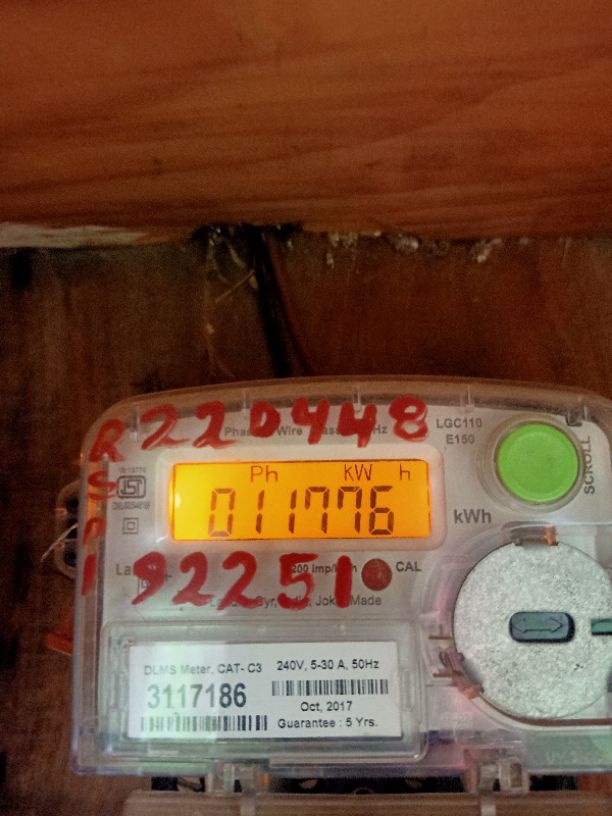 R 220448
LGC110
E150
SCROLL
Ph kW h
011776
kWh
92251
CAL
DLMS Meter, CAT- C3 240V, 5-30 A, 50Hz
3117186
Oct, 2017
Guarantee : 5 Yrs.